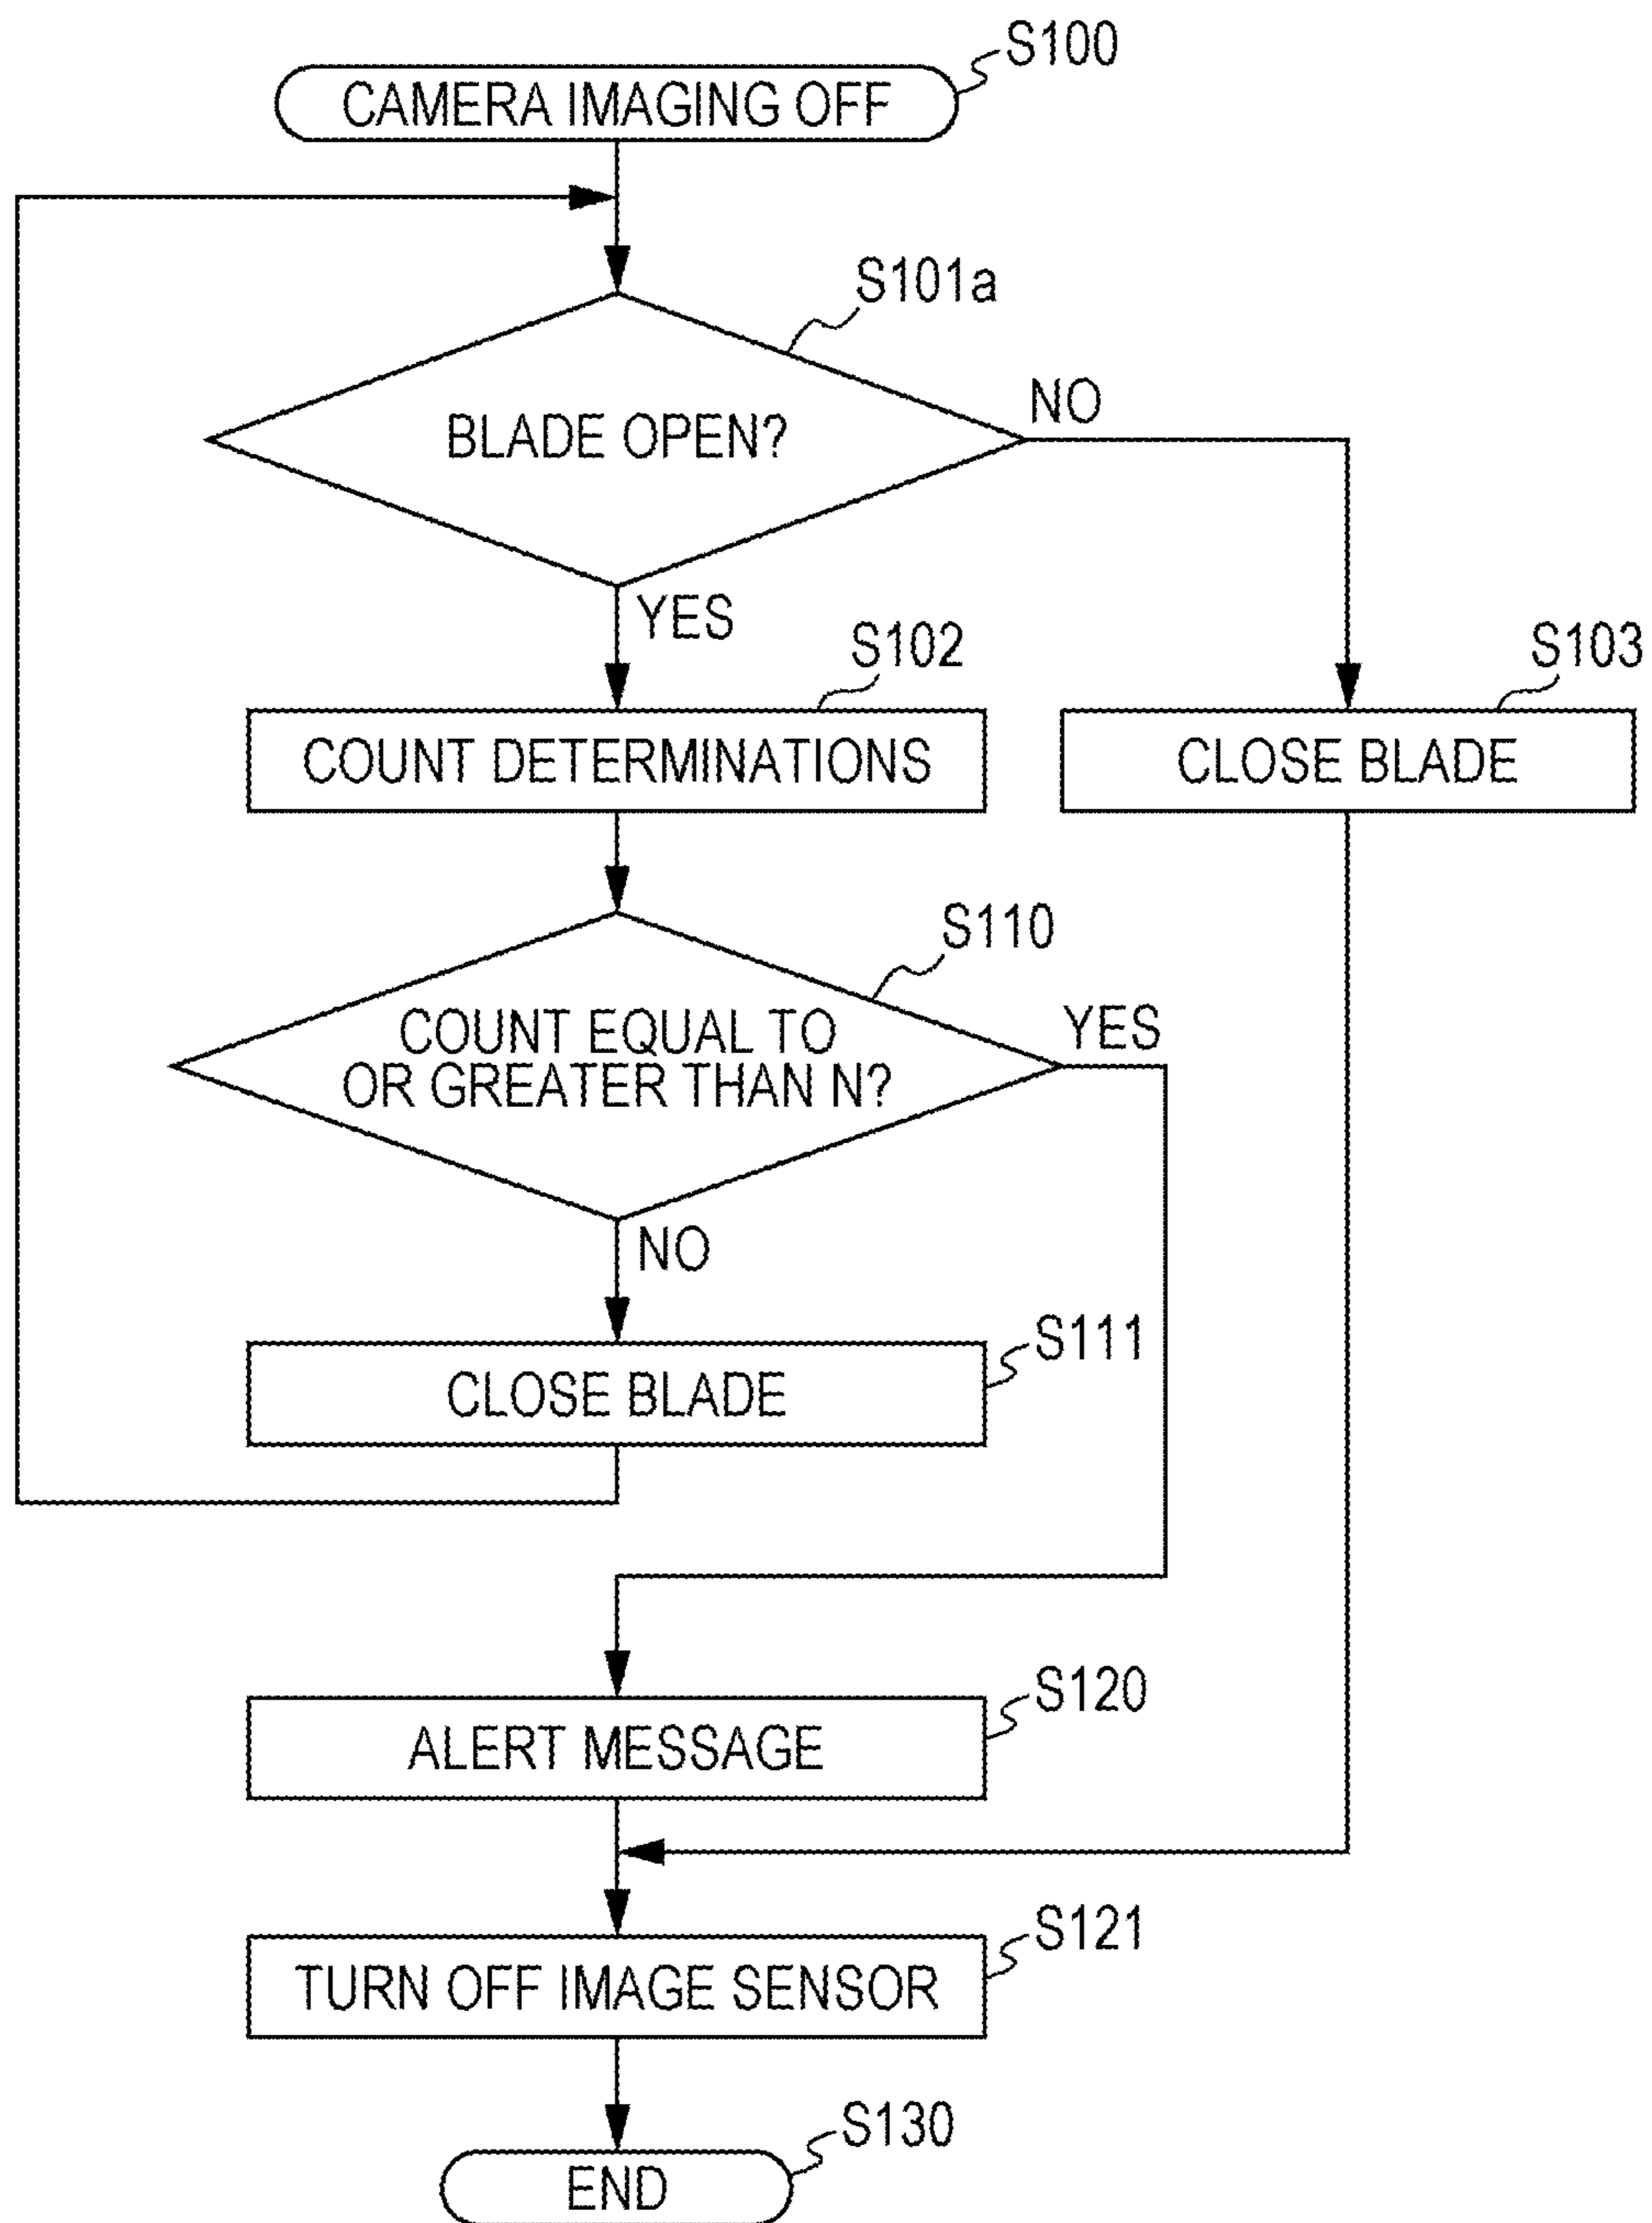 S100
CAMERA IMAGING OFF
S101a
BLADE OPEN?
NO
YES
S102
COUNT DETERMINATIONS
S103
CLOSE BLADE
S110
COUNT EQUAL TO
OR GREATER THAN N?
YES
NO
S111
CLOSE BLADE
S120
ALERT MESSAGE
S121
TURN OFF IMAGE SENSOR
S130
END